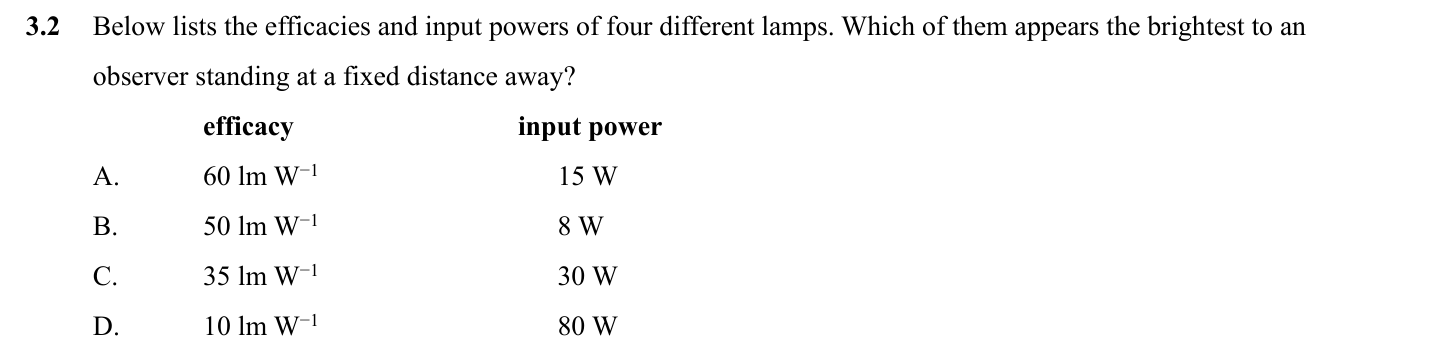 3.2 Below lists the efficacies and input powers of four different lamps. Which of them appears the brightest to an
observer standing at a fixed distance away?
efficacy input power
A. 60 lm W⁻¹ 15 W
B. 50 lm W⁻¹ 8 W
C. 35 lm W⁻¹ 30 W
D. 10 lm W⁻¹ 80 W